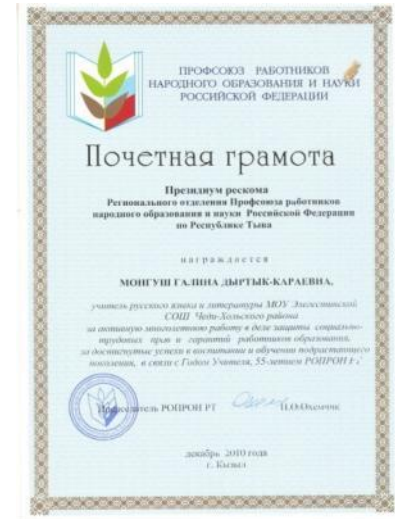 ПРОФСОЮЗ РАБОТНИКОВ
НАРОДНОГО ОБРАЗОВАНИЯ И НАУКИ
РОССИЙСКОЙ ФЕДЕРАЦИИ
Почетная грамота
Президиум рескома
Регионального отделения Профсоюза работников
народного образования и науки Российской Федерации
по Республике Тыва
награждается
МОНГУШ ГАЛИНА ДЫРТЫК-КАРАЕВНА,
учитель русского языка и литературы МОУ Элегестинской
СОШ Чеди-Хольского района
за активную многолетнюю работу в деле защиты социально-
трудовых прав и гарантий работников образования,
за достигнутые успехи в воспитании и обучении подрастающего
поколения, в связи с Годом Учителя, 55-летием РОПРОН
Председатель РОПРОН РТ
декабрь 2010 года
г. Кызыл